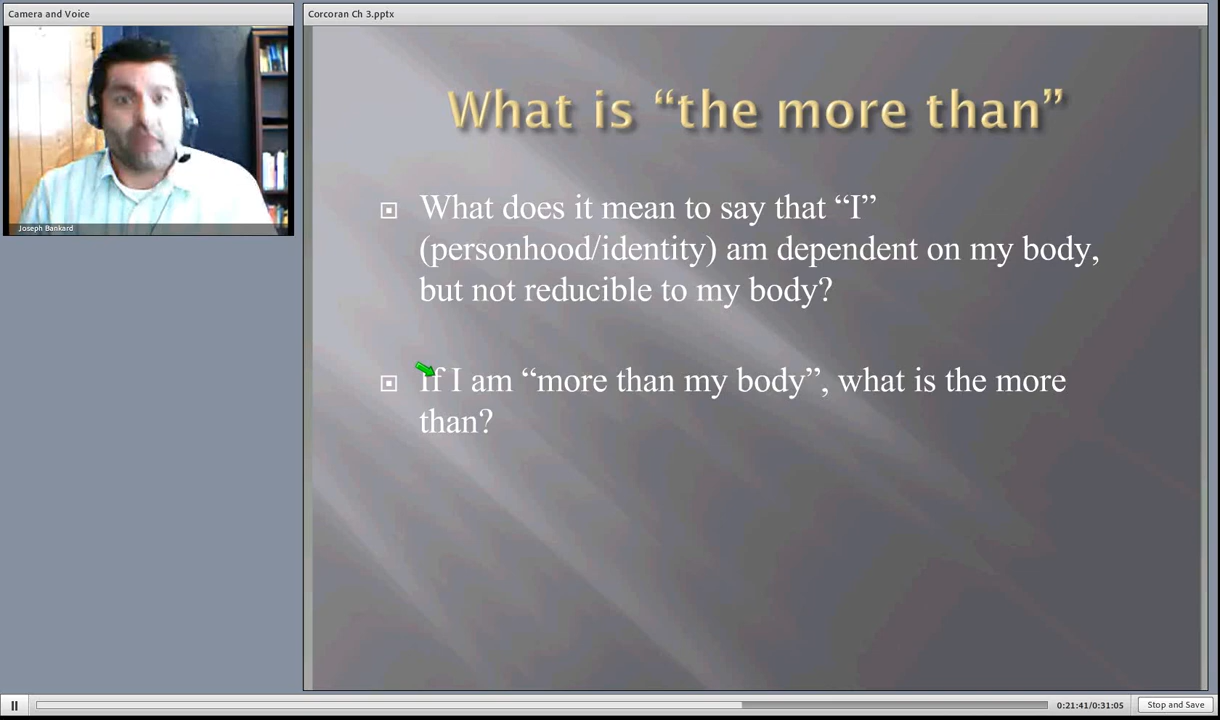 Camera and Voice
Joseph Bankard
Corcoran Ch 3.pptx
What is “the more than”
What does it mean to say that “I”
(personhood/identity) am dependent on my body,
but not reducible to my body?
If I am “more than my body”, what is the more
than?
0:21:41/0:31:05
Stop and Save